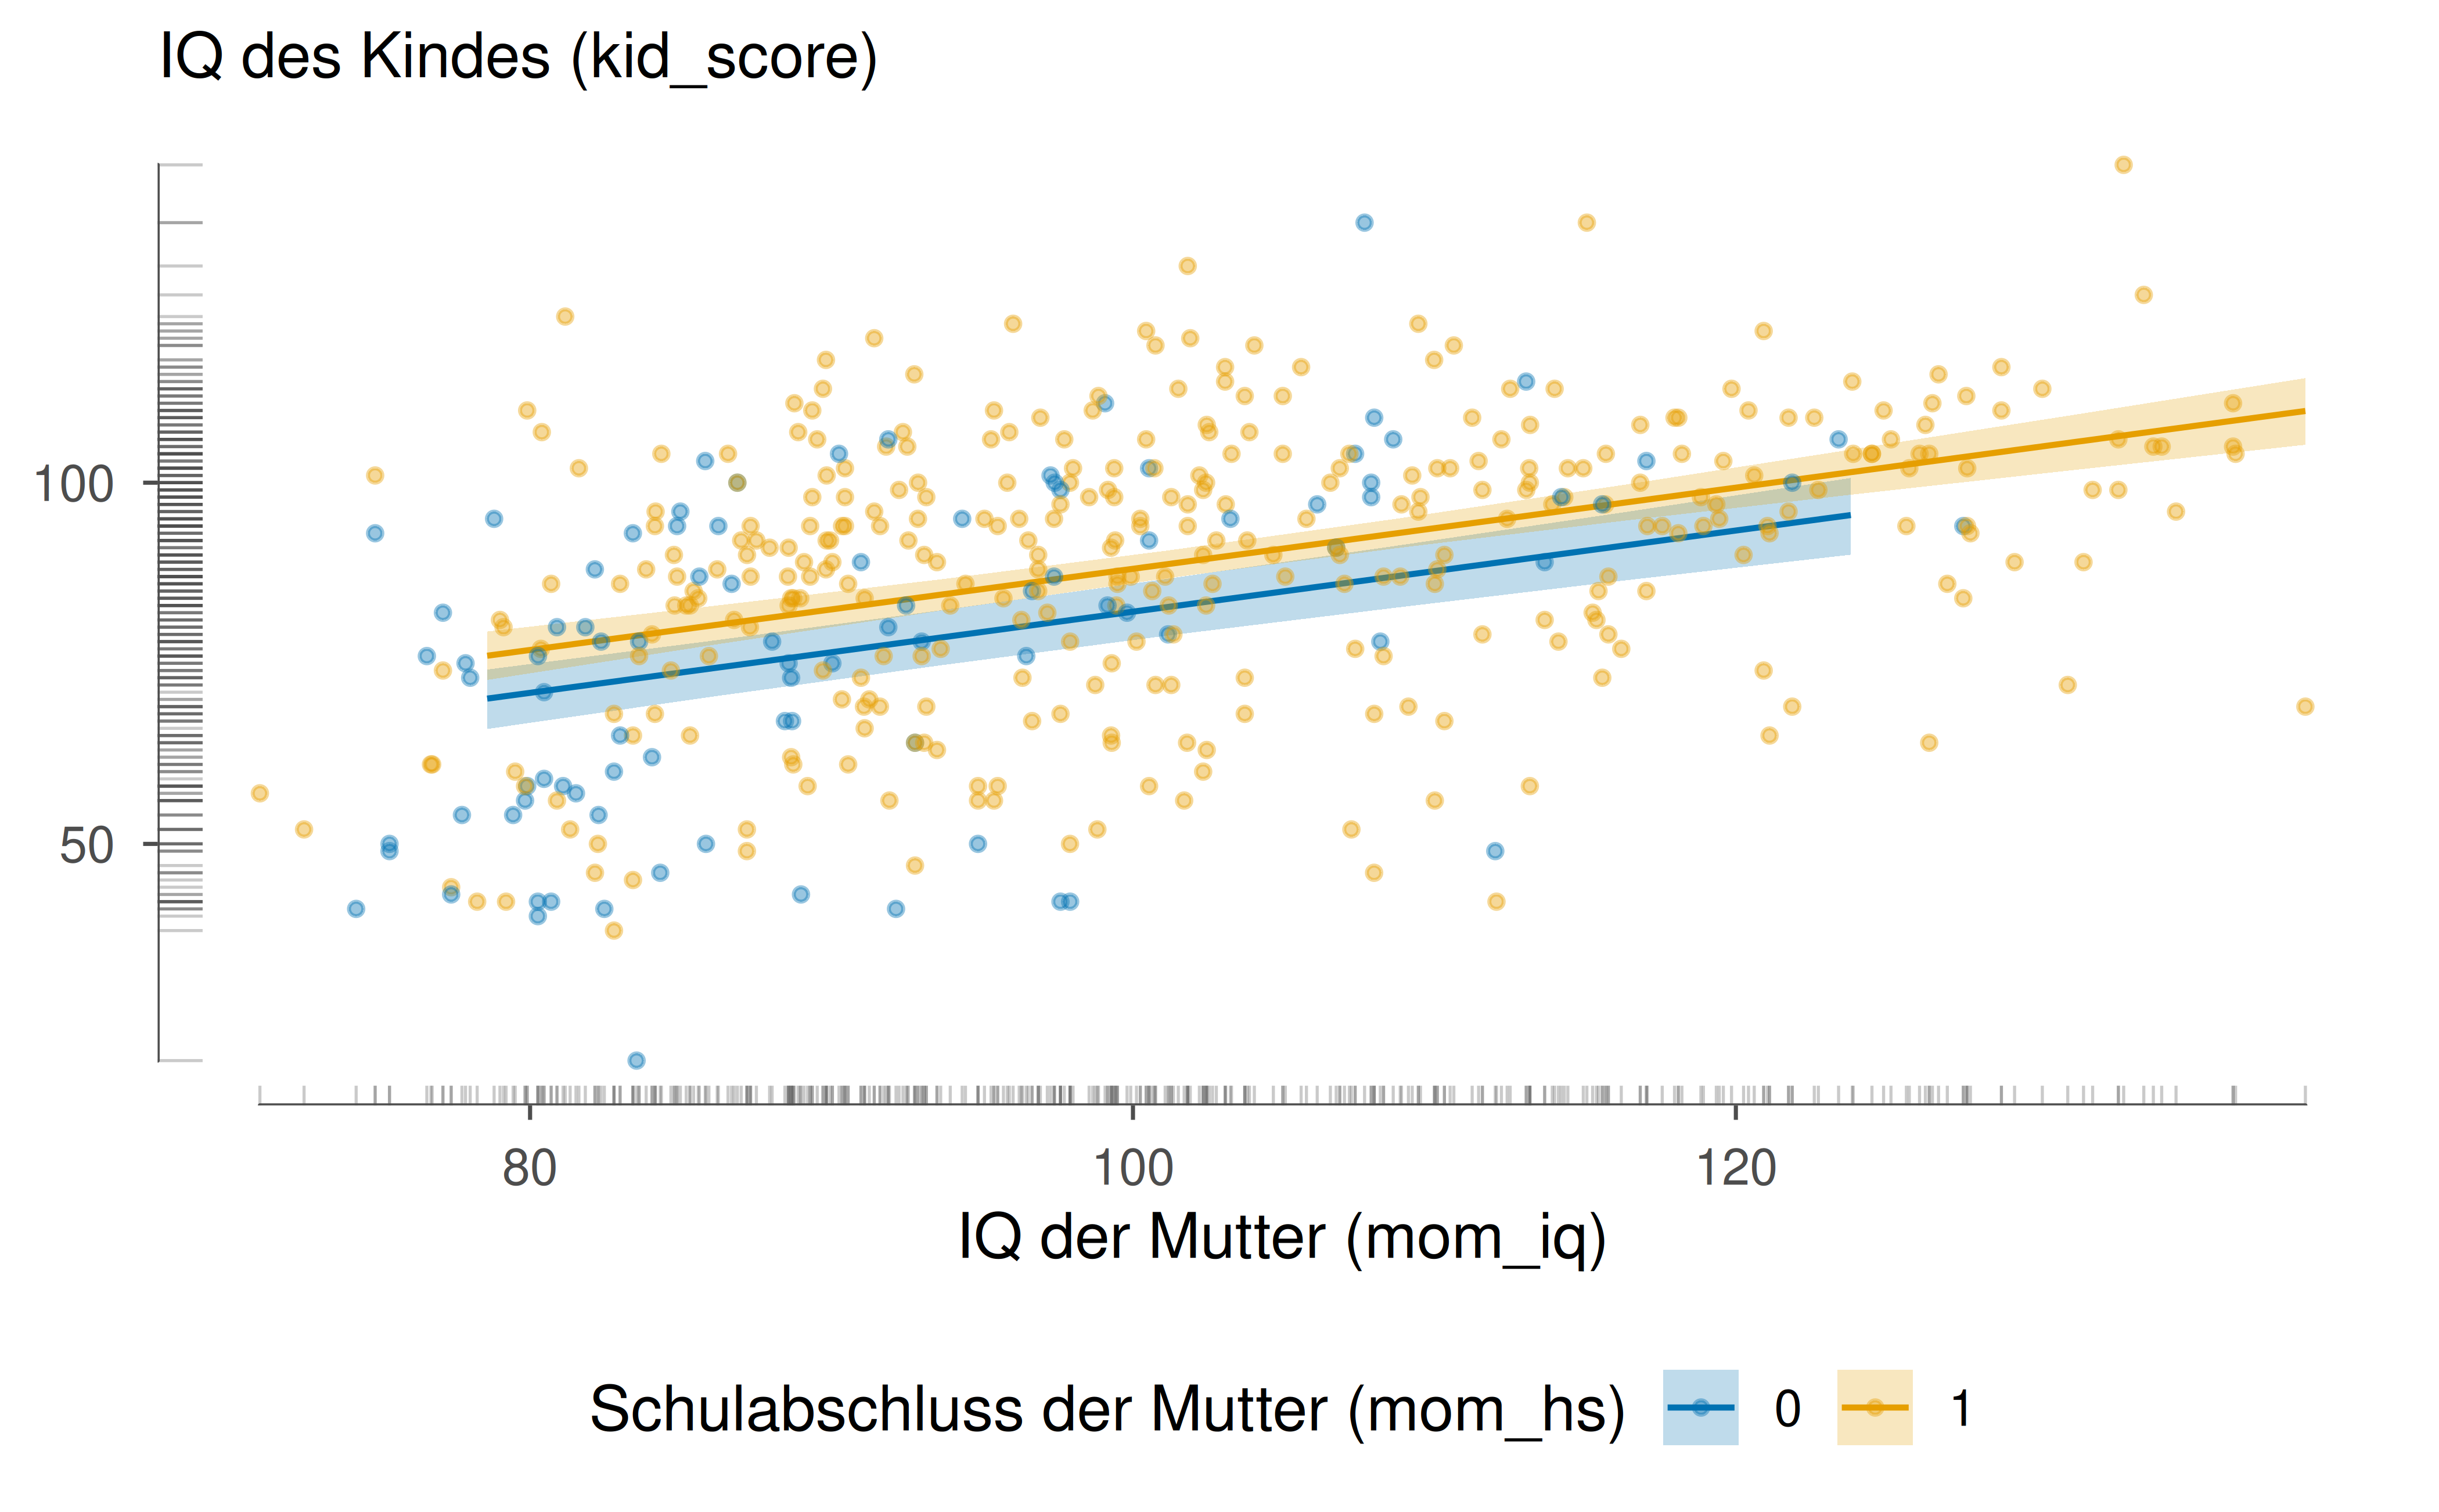 IQ des Kindes (kid_score)
100
50
80 100 120
IQ der Mutter (mom_iq)
Schulabschluss der Mutter (mom_hs) 0 1